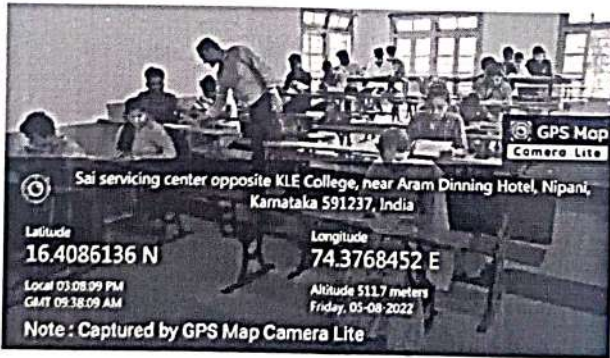 GPS Map
Camera Lite
Sai servicing center opposite KLE College, near Aram Dinning Hotel, Nipani,
Karnataka 591237, India
Latitude
16.4086136 N
Longitude
74.3768452 E
Local 03:08:09 PM
GMT 09:38:09 AM
Altitude 511.7 meters
Friday, 05-08-2022
Note : Captured by GPS Map Camera Lite